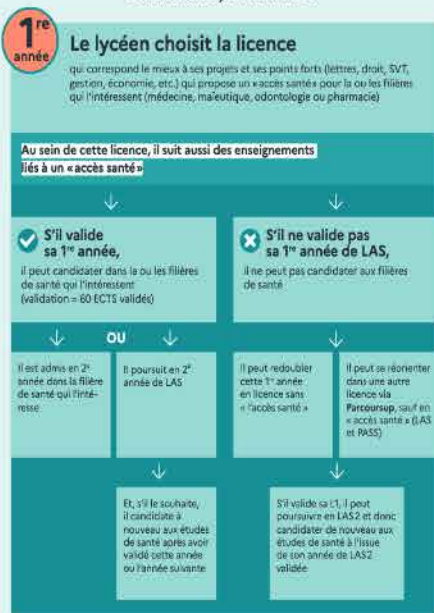 1re
année
Le lycéen choisit la licence
qui correspond le mieux à ses projets et ses points forts (lettres, droit, SVT,
gestion, économie, etc.) qui propose un «accès santé» pour la ou les filières
qui l'intéressent (médecine, maïeutique, odontologie ou pharmacie)
Au sein de cette licence, il suit aussi des enseignements
liés à un «accès santé»
S'il valide
sa 1re année,
il peut candidater dans la ou les filières
de santé qui l'intéressent
(validation = 60 ECTS validés)
S'il ne valide pas
sa 1re année de LAS,
il ne peut pas candidater aux filières
de santé
OU
Il est admis en 2e
année dans la filière
de santé qui l'inté-
resse
Il poursuit en 2e
année de LAS
Il peut redoubler
cette 1re année
en licence sans
« l'accès santé »
Il peut se réorienter
dans une autre
licence via
Parcoursup, sauf en
« accès santé » (LAS
et PASS)
Et, s'il le souhaite,
il candidate à
nouveau aux études
de santé après avoir
validé cette année
ou l'année suivante
S'il valide sa L1, il peut
poursuivre en LAS2 et donc
candidater de nouveau aux
études de santé à l'issue
de son année de LAS2
validée